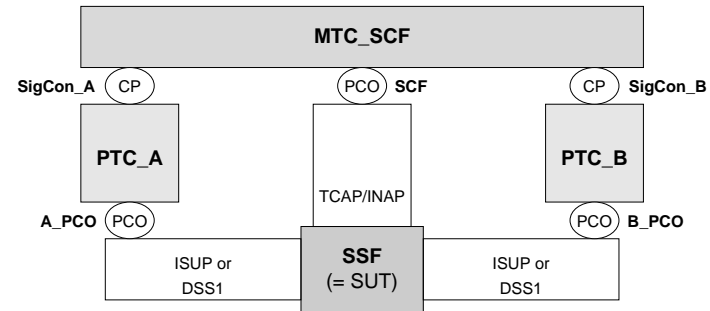 MTC_SCF
SigCon_A CP PCO SCF CP SigCon_B
PTC_A PTC_B
TCAP/INAP
A_PCO PCO PCO B_PCO
ISUP or SSF ISUP or
DSS1 (= SUT) DSS1